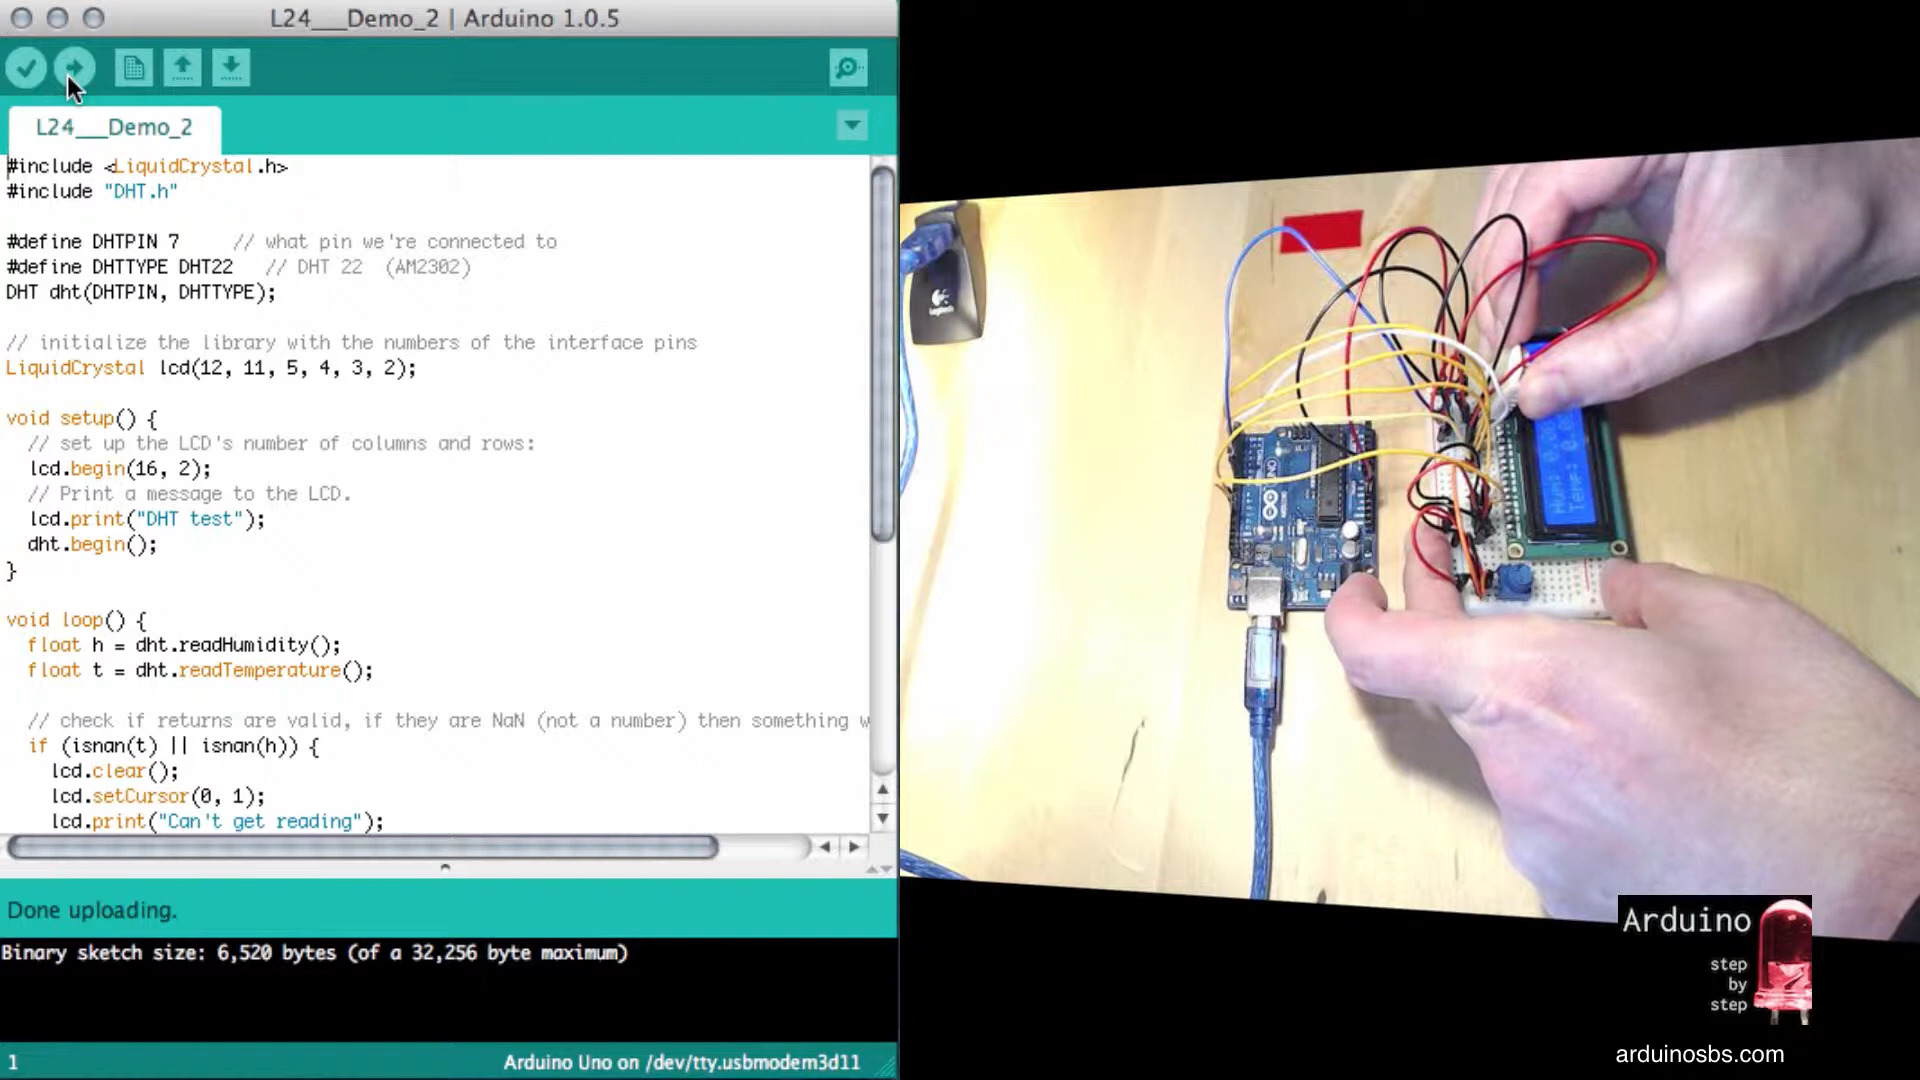 L24___Demo_2 | Arduino 1.0.5
L24___Demo_2
#include <LiquidCrystal.h>
#include "DHT.h"
#define DHTPIN 7 // what pin we're connected to
#define DHTTYPE DHT22 // DHT 22 (AM2302)
DHT dht(DHTPIN, DHTTYPE);
// initialize the library with the numbers of the interface pins
LiquidCrystal lcd(12, 11, 5, 4, 3, 2);
void setup() {
// set up the LCD's number of columns and rows:
lcd.begin(16, 2);
// Print a message to the LCD.
lcd.print("DHT test");
dht.begin();
}
void loop() {
float h = dht.readHumidity();
float t = dht.readTemperature();
// check if returns are valid, if they are NaN (not a number) then something w
if (isnan(t) || isnan(h)) {
lcd.clear();
lcd.setCursor(0, 1);
lcd.print("Can't get reading");
Done uploading.
Binary sketch size: 6,520 bytes (of a 32,256 byte maximum)
1
Arduino Uno on /dev/tty.usbmodem3d11
Logitech
UNO
Arduino
step
by
step
arduinosbs.com